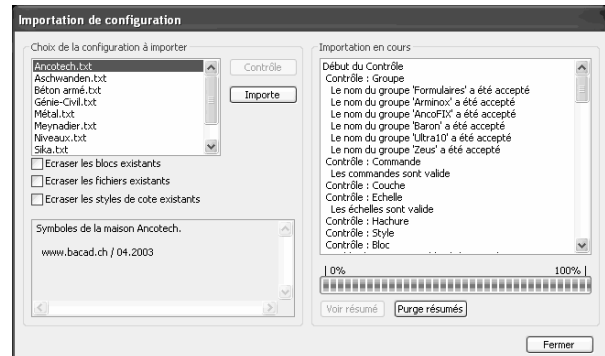 Importation de configuration
Choix de la configuration à importer
Ancotech.txt
Aschwanden.txt
Béton armé.txt
Génie-Civil.txt
Métal.txt
Meynadier.txt
Niveaux.txt
Sika.txt
Contrôle
Importe
Ecraser les blocs existants
Ecraser les fichiers existants
Ecraser les styles de cote existants
Symboles de la maison Ancotech.
www.bacad.ch / 04.2003
Importation en cours
Début du Contrôle
Contrôle : Groupe
Le nom du groupe 'Formulaires' a été accepté
Le nom du groupe 'Arminox' a été accepté
Le nom du groupe 'AncoFIX' a été accepté
Le nom du groupe 'Baron' a été accepté
Le nom du groupe 'Ultra10' a été accepté
Le nom du groupe 'Zeus' a été accepté
Contrôle : Commande
Les commandes sont valide
Contrôle : Couche
Contrôle : Echelle
Les échelles sont valide
Contrôle : Hachure
Contrôle : Style
Contrôle : Bloc
| 0% 100% |
Voir résumé
Purge résumés
Fermer